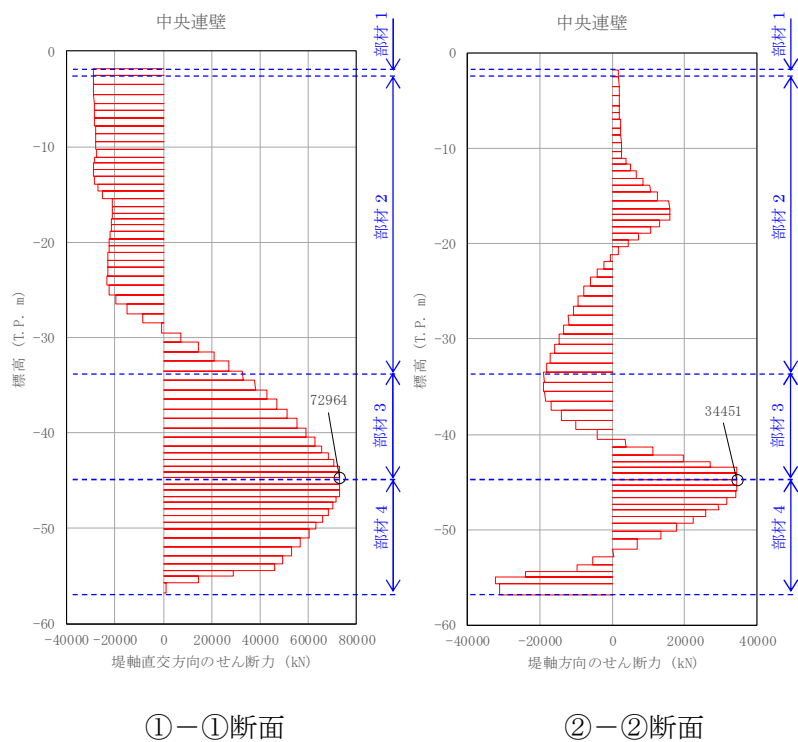 中央連壁
0
-10
-20
-30
-40
-50
-60
標高 (T.P. m)
-40000 -20000 0 20000 40000 60000 80000
堤軸直交方向のせん断力 (kN)
72964
部材1
部材2
部材3
部材4
①-①断面
中央連壁
0
-10
-20
-30
-40
-50
-60
標高 (T.P. m)
-40000 -20000 0 20000 40000
堤軸方向のせん断力 (kN)
34451
部材1
部材2
部材3
部材4
②-②断面